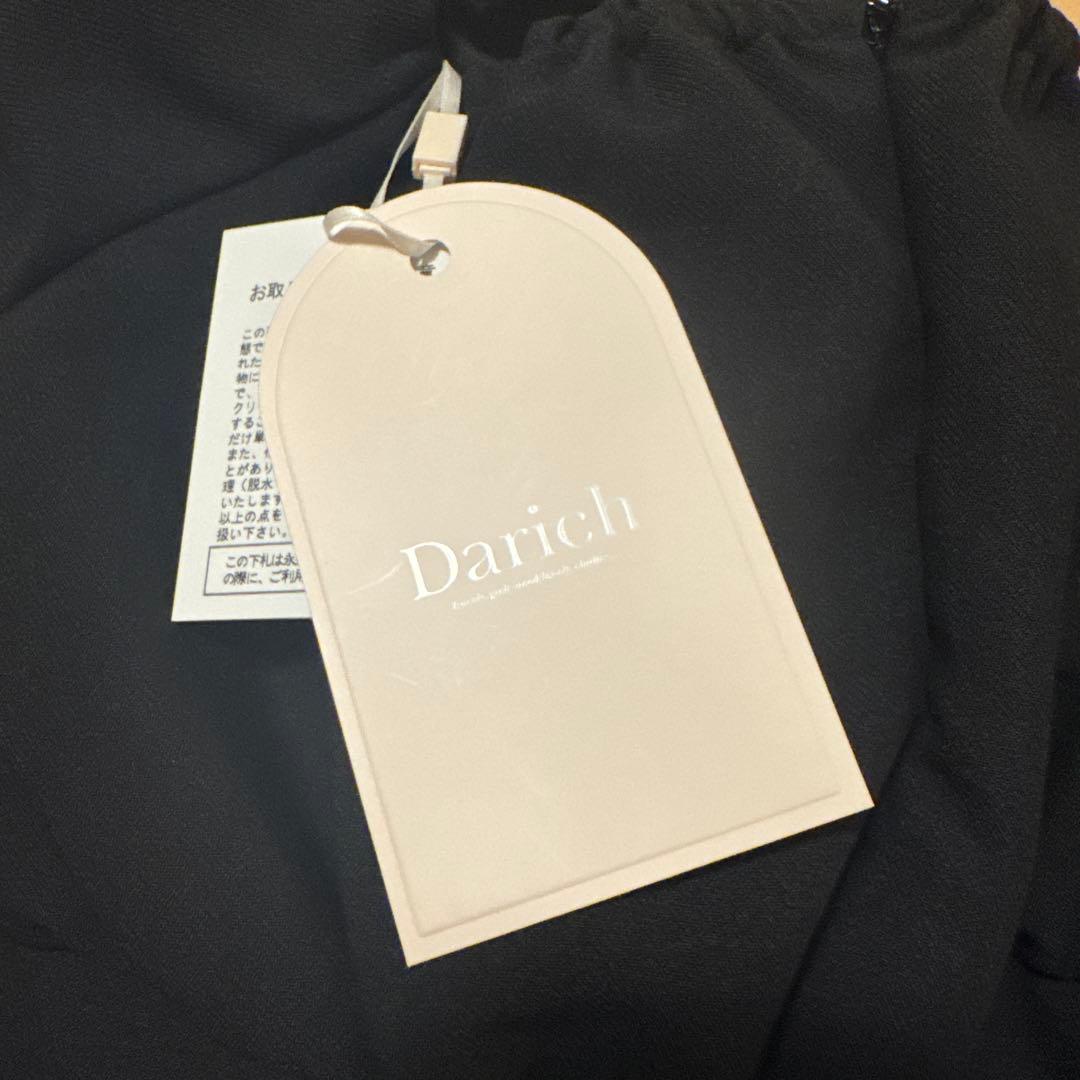 お取
この
態で
れた
物に
で、
クリ
するこ
だけ単
また、
とがあり
理（脱水
いたします
以上の点を
扱い下さい。
この下札は永
の際に、ご利用
Darich